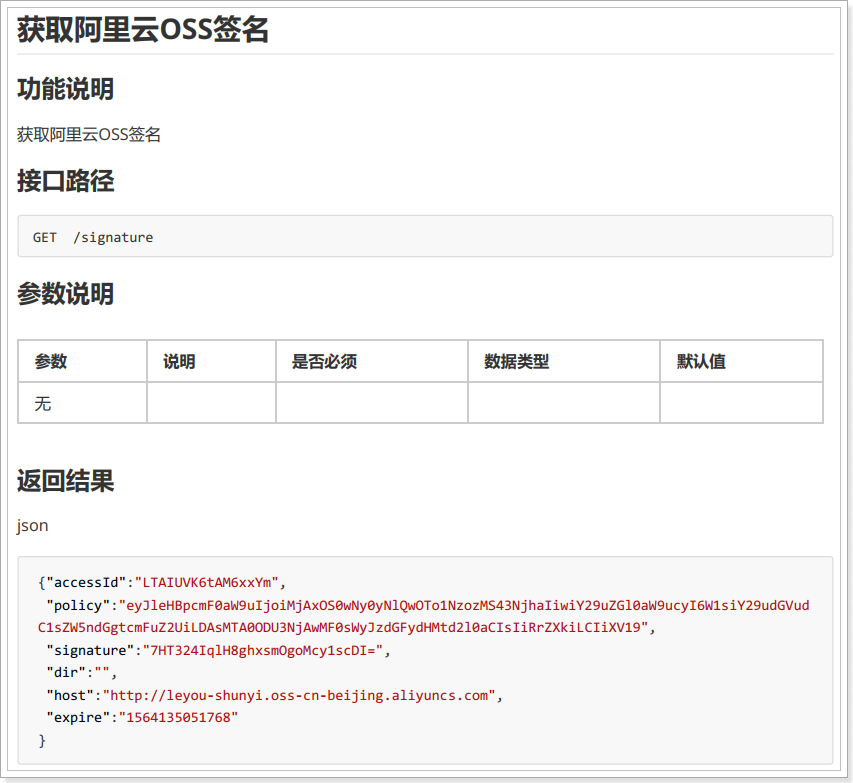 获取阿里云OSS签名
功能说明
获取阿里云OSS签名
接口路径
GET  /signature
参数说明
参数 说明 是否必须 数据类型 默认值
无
返回结果
json
{"accessId":"LTAIUVK6tAM6xxYm",
"policy":"eyJleHBpcmF0aW9uIjoiMjAxOS0wNy0yNlQwOTo1NzozMS43NjhaIiwiY29uZGl0aW9ucyI6W1siY29udGVud
C1sZW5ndGgtcmFuZ2UiLDAsMTA0ODU3NjAwMF0sWyJzdGFydHMtd2l0aCIsIiRrZXkiLCIiXV19",
"signature":"7HT324IqlH8ghxsmOgoMcy1scDI=",
"dir":"",
"host":"http://leyou-shunyi.oss-cn-beijing.aliyuncs.com",
"expire":"1564135051768"
}